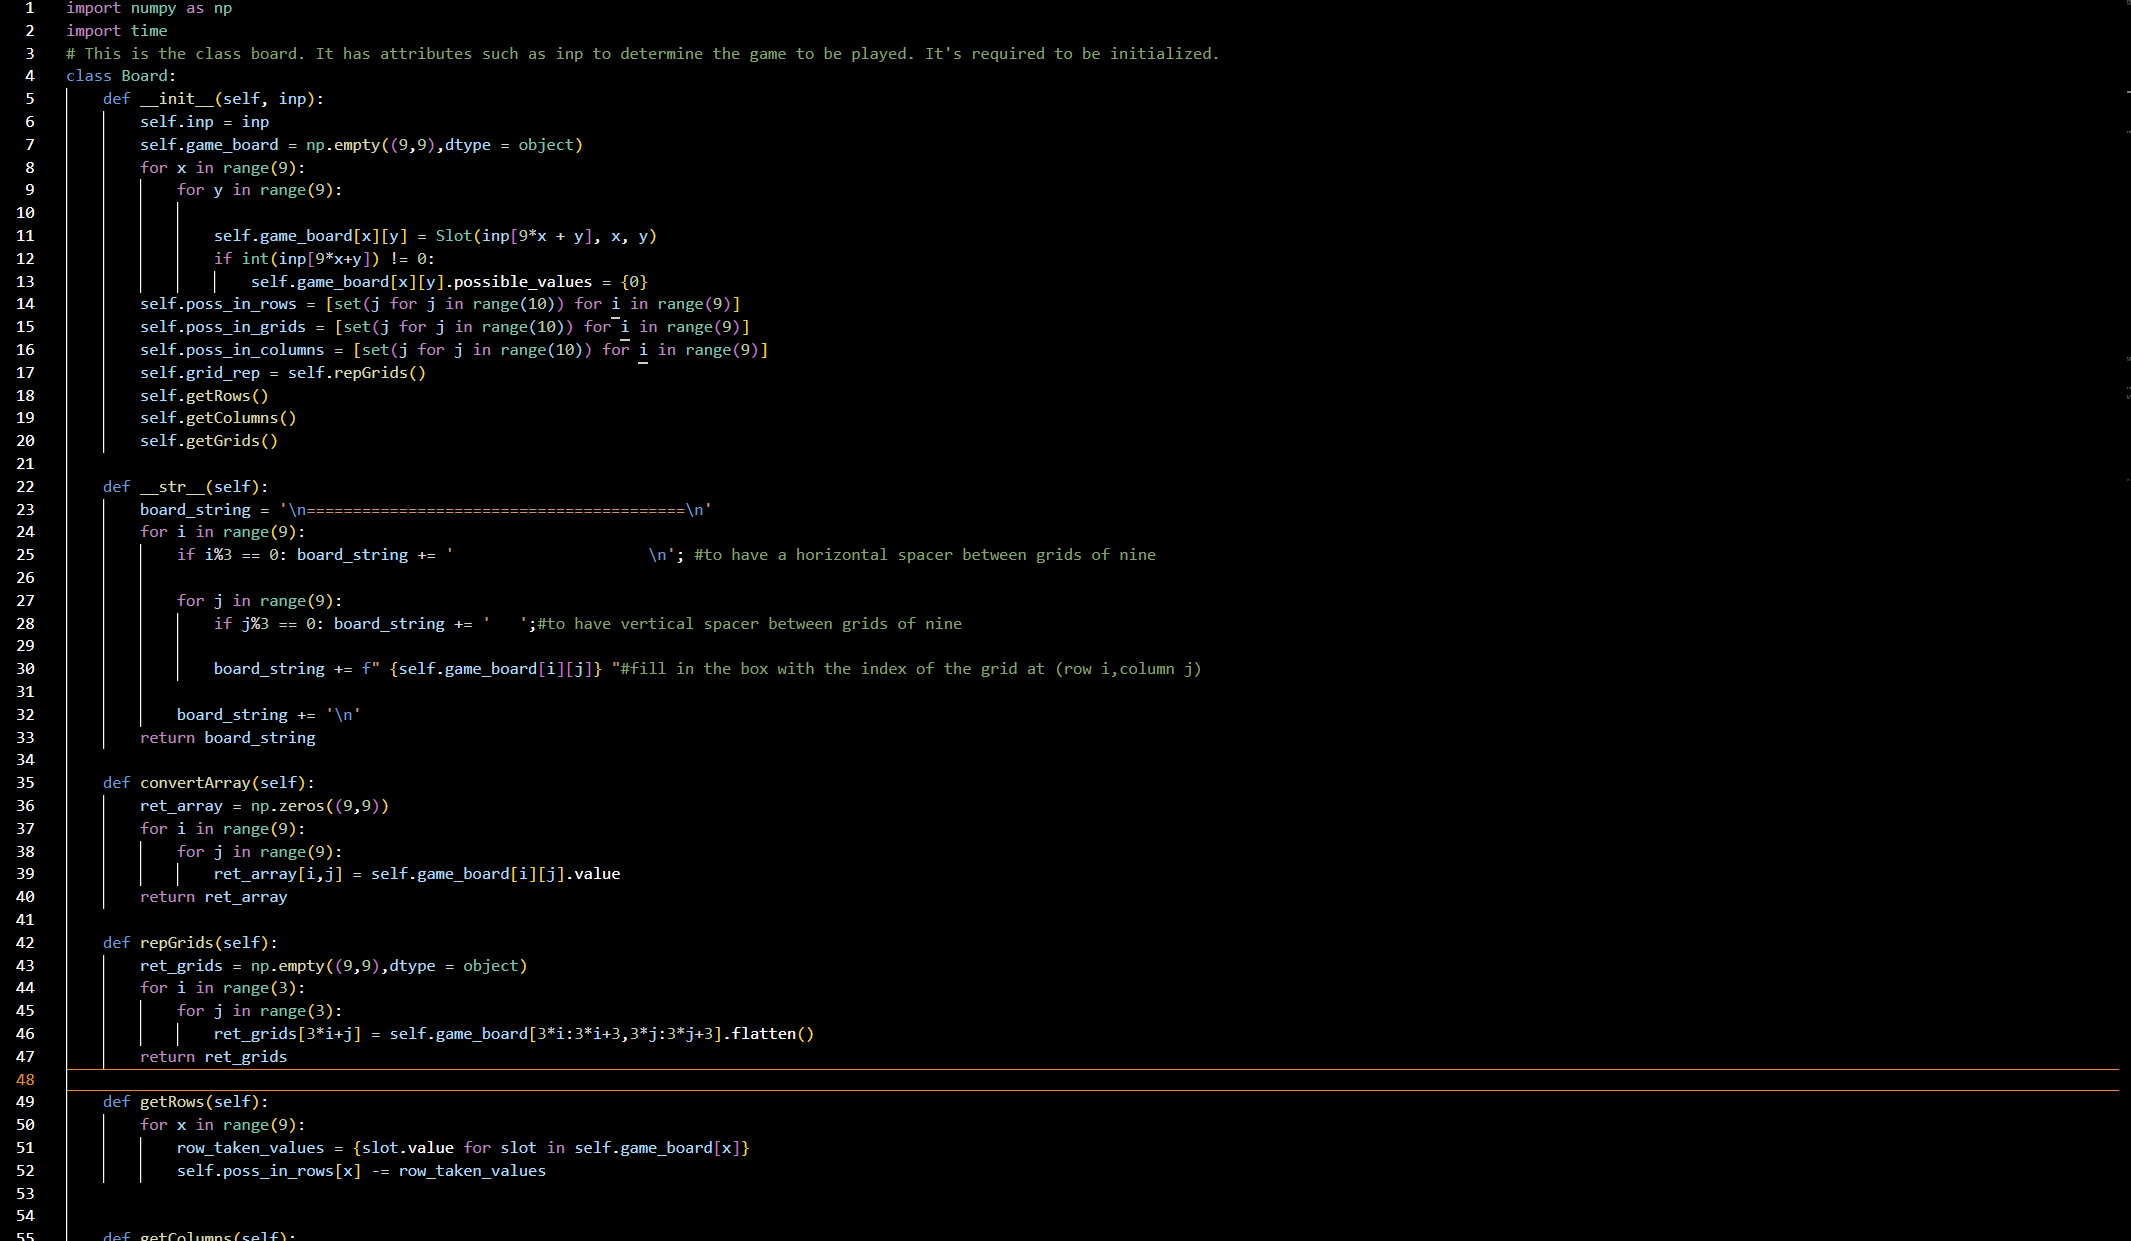 1 import numpy as np
2 import time
3 # This is the class board. It has attributes such as inp to determine the game to be played. It's required to be initialized.
4 class Board:
5     def __init__(self, inp):
6         self.inp = inp
7         self.game_board = np.empty((9,9),dtype = object)
8         for x in range(9):
9             for y in range(9):
10
11                 self.game_board[x][y] = Slot(inp[9*x + y], x, y)
12                 if int(inp[9*x+y]) != 0:
13                     self.game_board[x][y].possible_values = {0}
14         self.poss_in_rows = [set(j for j in range(10)) for i in range(9)]
15         self.poss_in_grids = [set(j for j in range(10)) for i in range(9)]
16         self.poss_in_columns = [set(j for j in range(10)) for i in range(9)]
17         self.grid_rep = self.repGrids()
18         self.getRows()
19         self.getColumns()
20         self.getGrids()
21
22     def __str__(self):
23         board_string = '\n=========================================\n'
24         for i in range(9):
25             if i%3 == 0: board_string += '                     \n'; #to have a horizontal spacer between grids of nine
26
27             for j in range(9):
28                 if j%3 == 0: board_string += '   ';#to have vertical spacer between grids of nine
29
30                 board_string += f" {self.game_board[i][j]} "#fill in the box with the index of the grid at (row i,column j)
31
32             board_string += '\n'
33         return board_string
34
35     def convertArray(self):
36         ret_array = np.zeros((9,9))
37         for i in range(9):
38             for j in range(9):
39                 ret_array[i,j] = self.game_board[i][j].value
40         return ret_array
41
42     def repGrids(self):
43         ret_grids = np.empty((9,9),dtype = object)
44         for i in range(3):
45             for j in range(3):
46                 ret_grids[3*i+j] = self.game_board[3*i:3*i+3,3*j:3*j+3].flatten()
47         return ret_grids
48
49     def getRows(self):
50         for x in range(9):
51             row_taken_values = {slot.value for slot in self.game_board[x]}
52             self.poss_in_rows[x] -= row_taken_values
53
54
55     def getColumns(self):